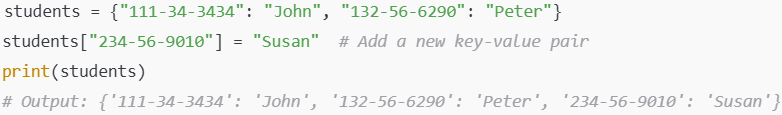 students = {"111-34-3434": "John", "132-56-6290": "Peter"}
students["234-56-9010"] = "Susan"  # Add a new key-value pair
print(students)
# Output: {'111-34-3434': 'John', '132-56-6290': 'Peter', '234-56-9010': 'Susan'}